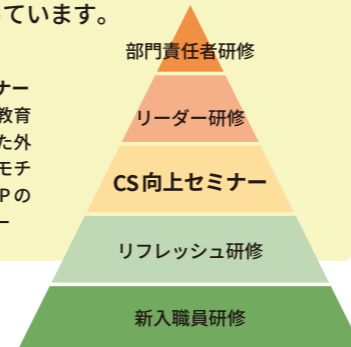 っています。
部門責任者研修
ナー
教育
た外
モチ
Pの
ー
リーダー研修
CS向上セミナー
リフレッシュ研修
新入職員研修